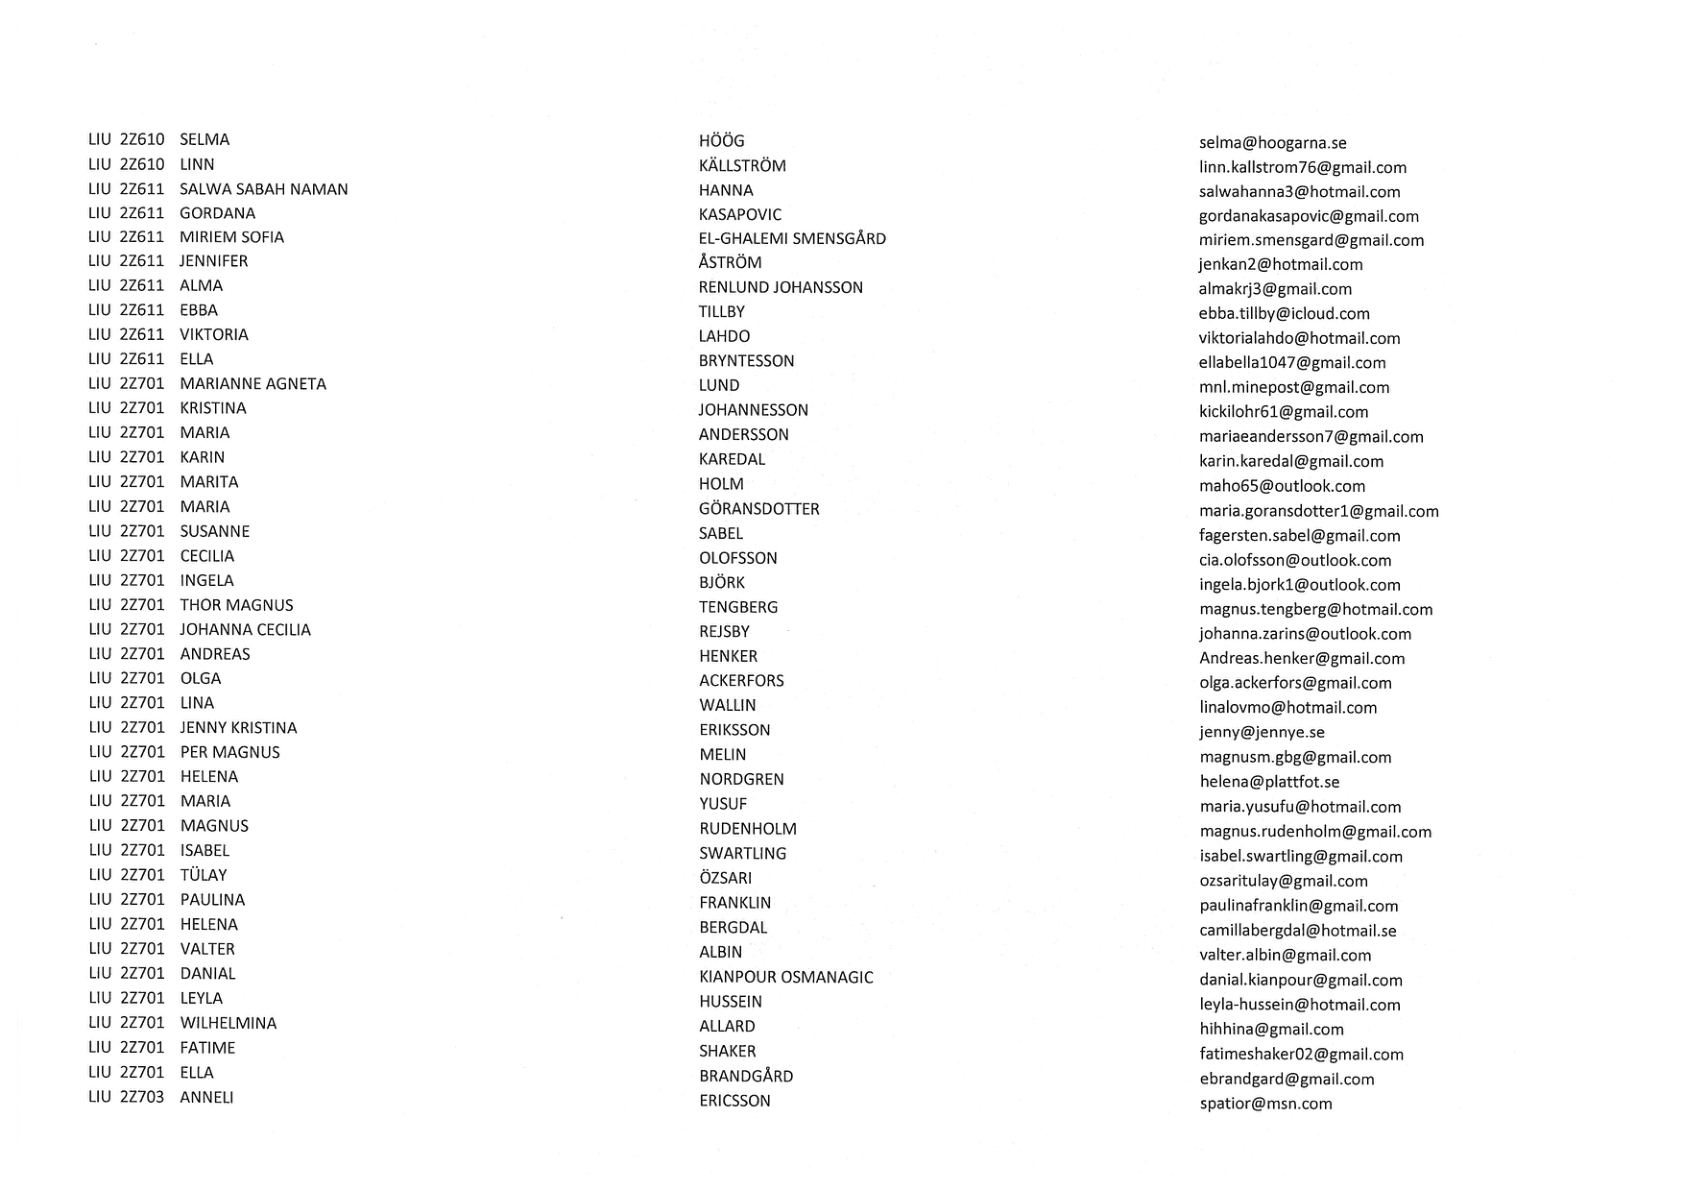 LIU 2Z610 SELMA HÖÖG selma@hoogarna.se
LIU 2Z610 LINN KÄLLSTRÖM linn.kallstrom76@gmail.com
LIU 2Z611 SALWA SABAH NAMAN HANNA salwahanna3@hotmail.com
LIU 2Z611 GORDANA KASAPOVIC gordanakasapovic@gmail.com
LIU 2Z611 MIRIEM SOFIA EL-GHALEMI SMENSGÅRD miriem.smensgard@gmail.com
LIU 2Z611 JENNIFER ÅSTRÖM jenkan2@hotmail.com
LIU 2Z611 ALMA RENLUND JOHANSSON almakrj3@gmail.com
LIU 2Z611 EBBA TILLBY ebba.tillby@icloud.com
LIU 2Z611 VIKTORIA LAHDO viktorialahdo@hotmail.com
LIU 2Z611 ELLA BRYNTESSON ellabella1047@gmail.com
LIU 2Z701 MARIANNE AGNETA LUND mnl.minepost@gmail.com
LIU 2Z701 KRISTINA JOHANNESSON kickilohr61@gmail.com
LIU 2Z701 MARIA ANDERSSON mariaeandersson7@gmail.com
LIU 2Z701 KARIN KAREDAL karin.karedal@gmail.com
LIU 2Z701 MARITA HOLM maho65@outlook.com
LIU 2Z701 MARIA GÖRANSDOTTER maria.goransdotter1@gmail.com
LIU 2Z701 SUSANNE SABEL fagersten.sabel@gmail.com
LIU 2Z701 CECILIA OLOFSSON cia.olofsson@outlook.com
LIU 2Z701 INGELA BJÖRK ingela.bjork1@outlook.com
LIU 2Z701 THOR MAGNUS TENGBERG magnus.tengberg@hotmail.com
LIU 2Z701 JOHANNA CECILIA REJSBY johanna.zarins@outlook.com
LIU 2Z701 ANDREAS HENKER Andreas.henker@gmail.com
LIU 2Z701 OLGA ACKERFORS olga.ackerfors@gmail.com
LIU 2Z701 LINA WALLIN linalovmo@hotmail.com
LIU 2Z701 JENNY KRISTINA ERIKSSON jenny@jennye.se
LIU 2Z701 PER MAGNUS MELIN magnusm.gbg@gmail.com
LIU 2Z701 HELENA NORDGREN helena@plattfot.se
LIU 2Z701 MARIA YUSUF maria.yusufu@hotmail.com
LIU 2Z701 MAGNUS RUDENHOLM magnus.rudenholm@gmail.com
LIU 2Z701 ISABEL SWARTLING isabel.swartling@gmail.com
LIU 2Z701 TÜLAY ÖZSARI ozsaritulay@gmail.com
LIU 2Z701 PAULINA FRANKLIN paulinafranklin@gmail.com
LIU 2Z701 HELENA BERGDAL camillabergdal@hotmail.se
LIU 2Z701 VALTER ALBIN valter.albin@gmail.com
LIU 2Z701 DANIAL KIANPOUR OSMANAGIC danial.kianpour@gmail.com
LIU 2Z701 LEYLA HUSSEIN leyla-hussein@hotmail.com
LIU 2Z701 WILHELMINA ALLARD hihhina@gmail.com
LIU 2Z701 FATIME SHAKER fatimeshaker02@gmail.com
LIU 2Z701 ELLA BRANDGÅRD ebrandgard@gmail.com
LIU 2Z703 ANNELI ERICSSON spatior@msn.com